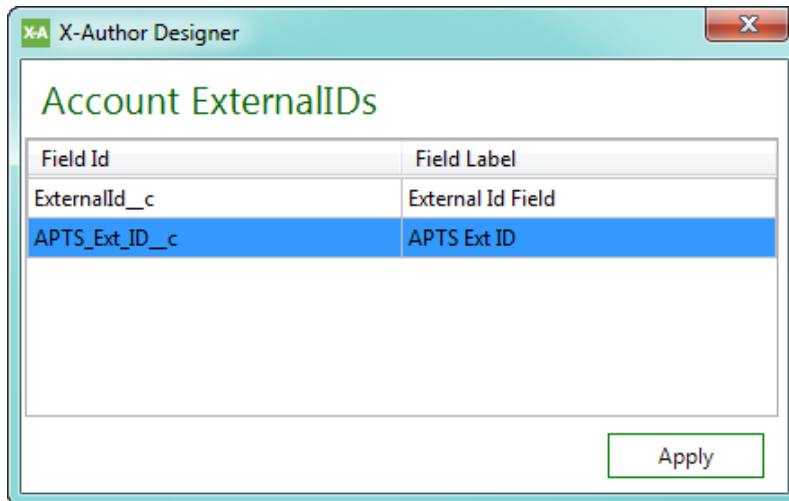 X-A X-Author Designer
Account ExternalIDs
Field Id Field Label
ExternalId__c External Id Field
APTS_Ext_ID__c APTS Ext ID
Apply